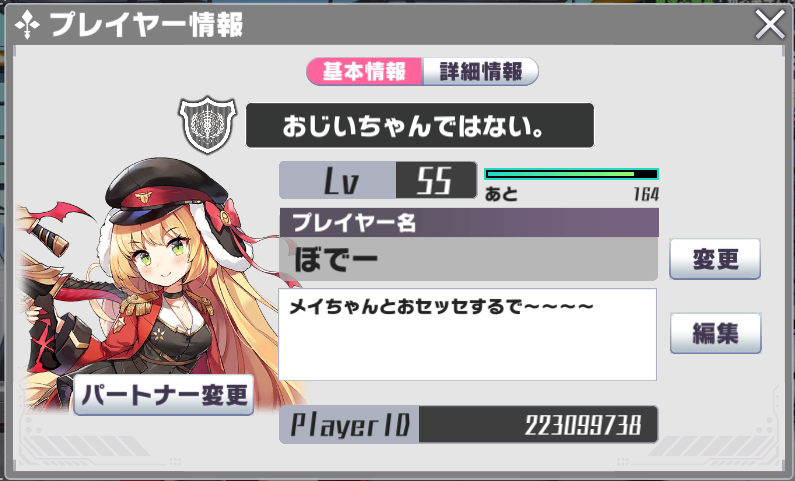 プレイヤー情報
基本情報 詳細情報
おじいちゃんではない。
Lv 55
あと 164
プレイヤー名
ぼでー
変更
メイちゃんとおセッセするで~~~~
編集
パートナー変更
PlayerID 223099738